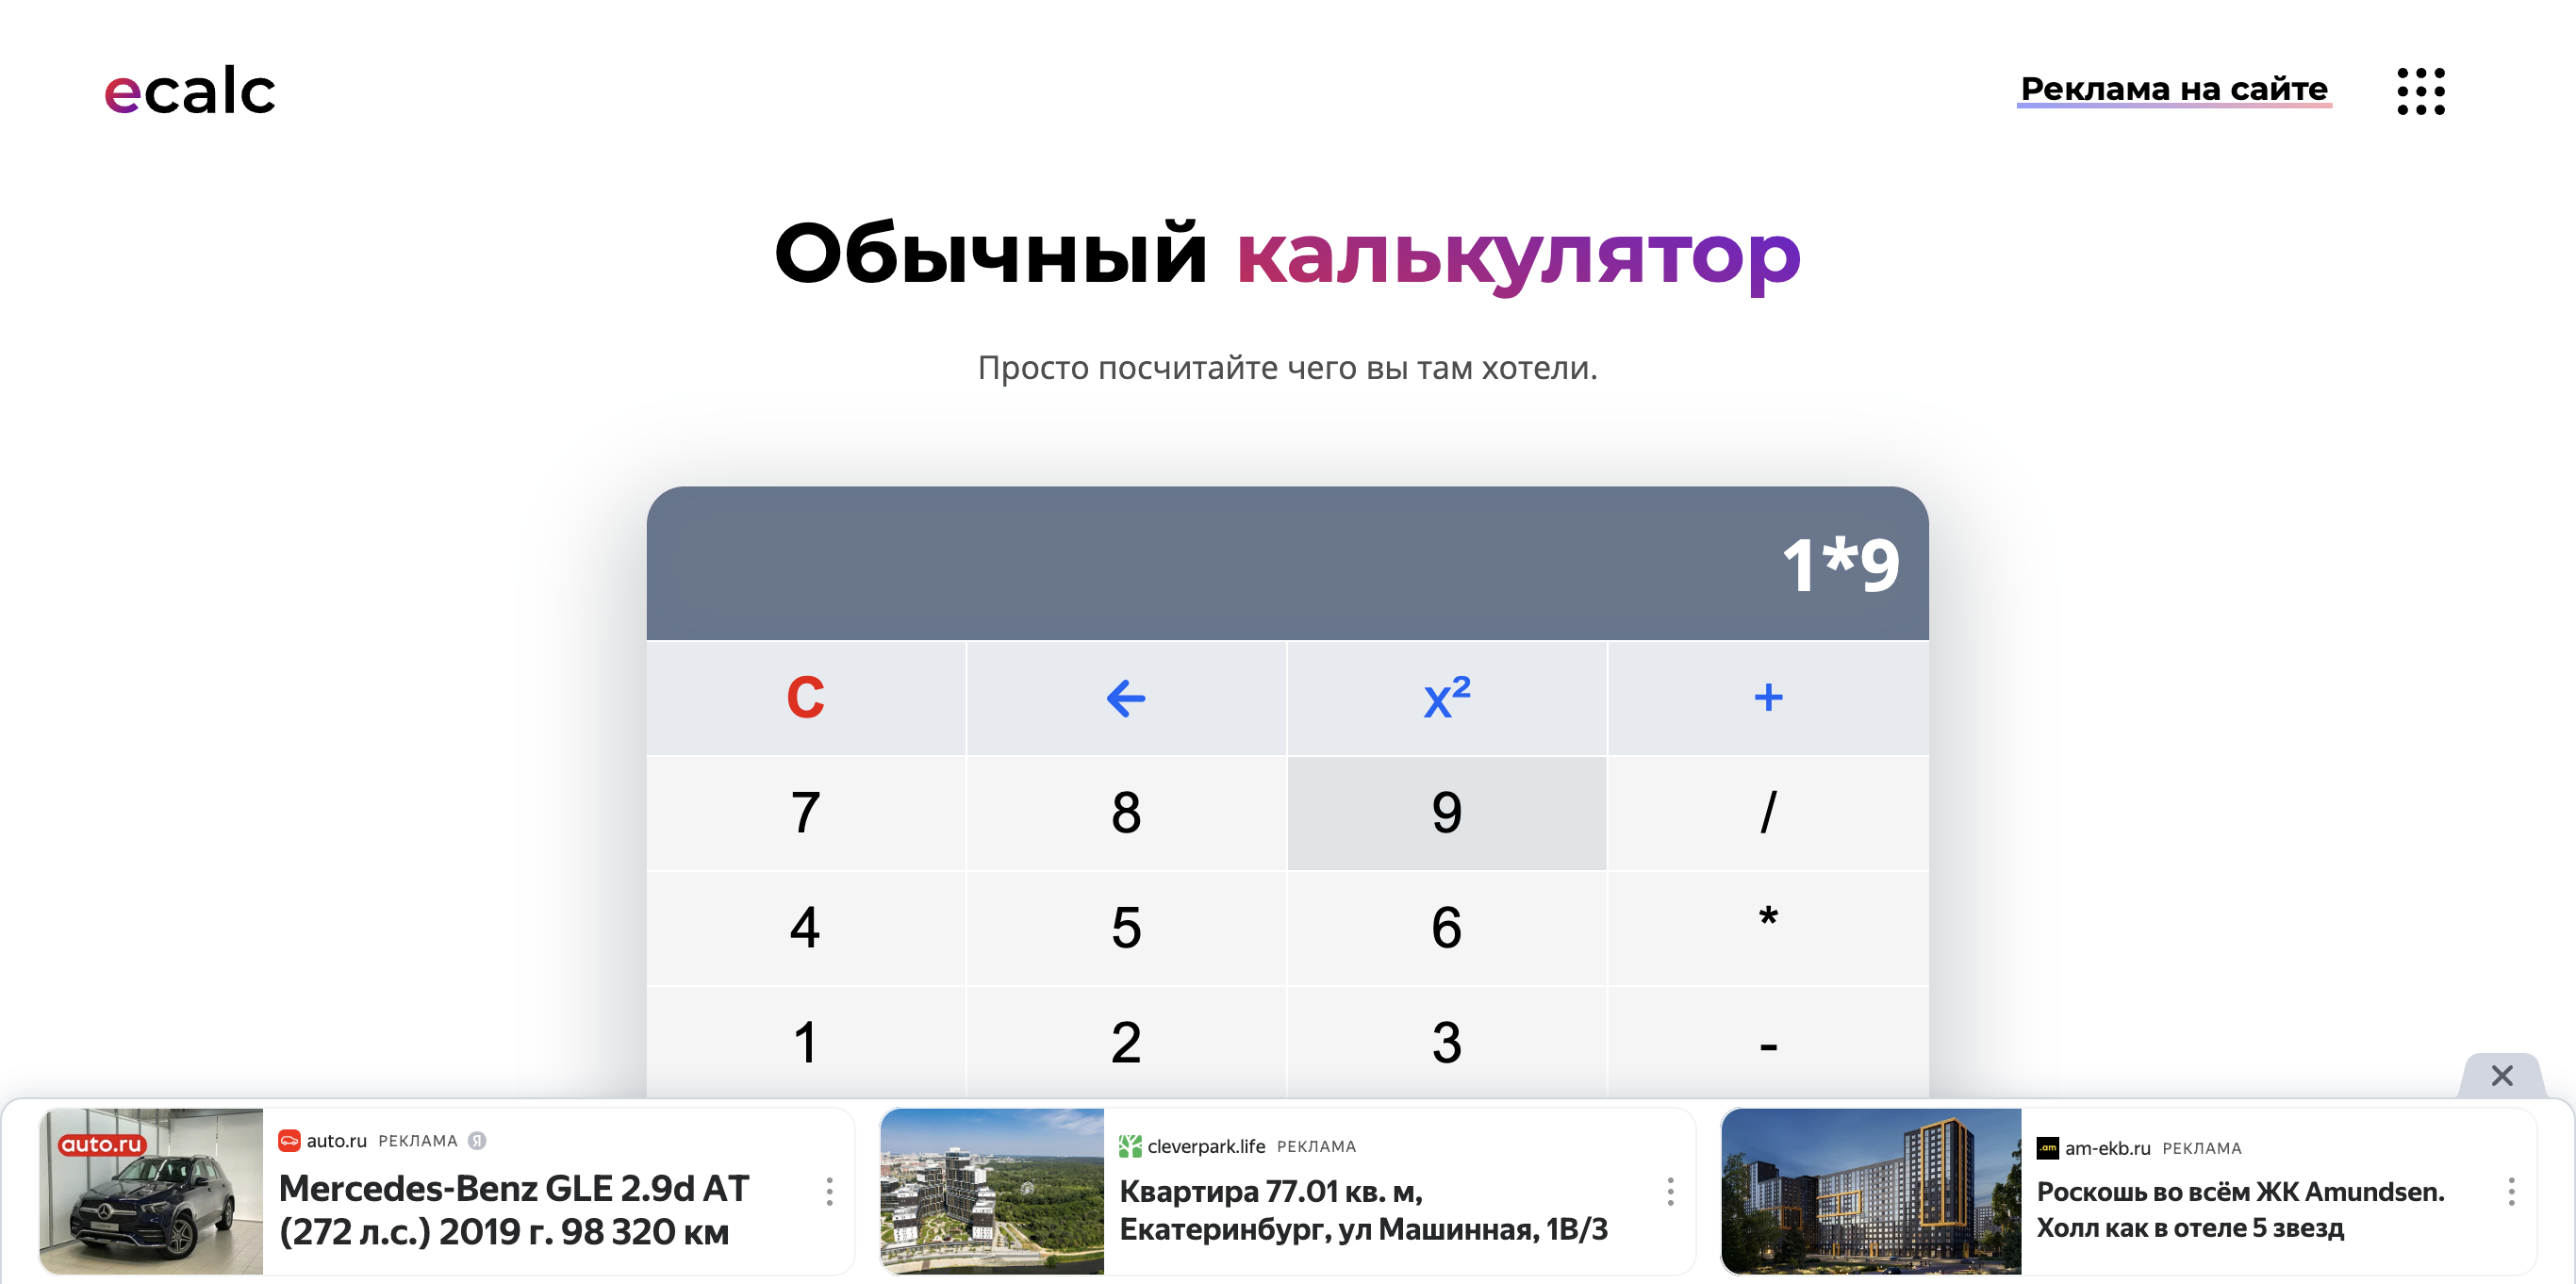 ecalc
Реклама на сайте
Обычный калькулятор
Просто посчитайте чего вы там хотели.
1*9
C ← x² +
7 8 9 /
4 5 6 *
1 2 3 -
auto.ru
auto.ru РЕКЛАМА Я
Mercedes-Benz GLE 2.9d AT
(272 л.с.) 2019 г. 98 320 км
cleverpark.life РЕКЛАМА
Квартира 77.01 кв. м,
Екатеринбург, ул Машинная, 1В/3
.am am-ekb.ru РЕКЛАМА
Роскошь во всём ЖК Amundsen.
Холл как в отеле 5 звезд